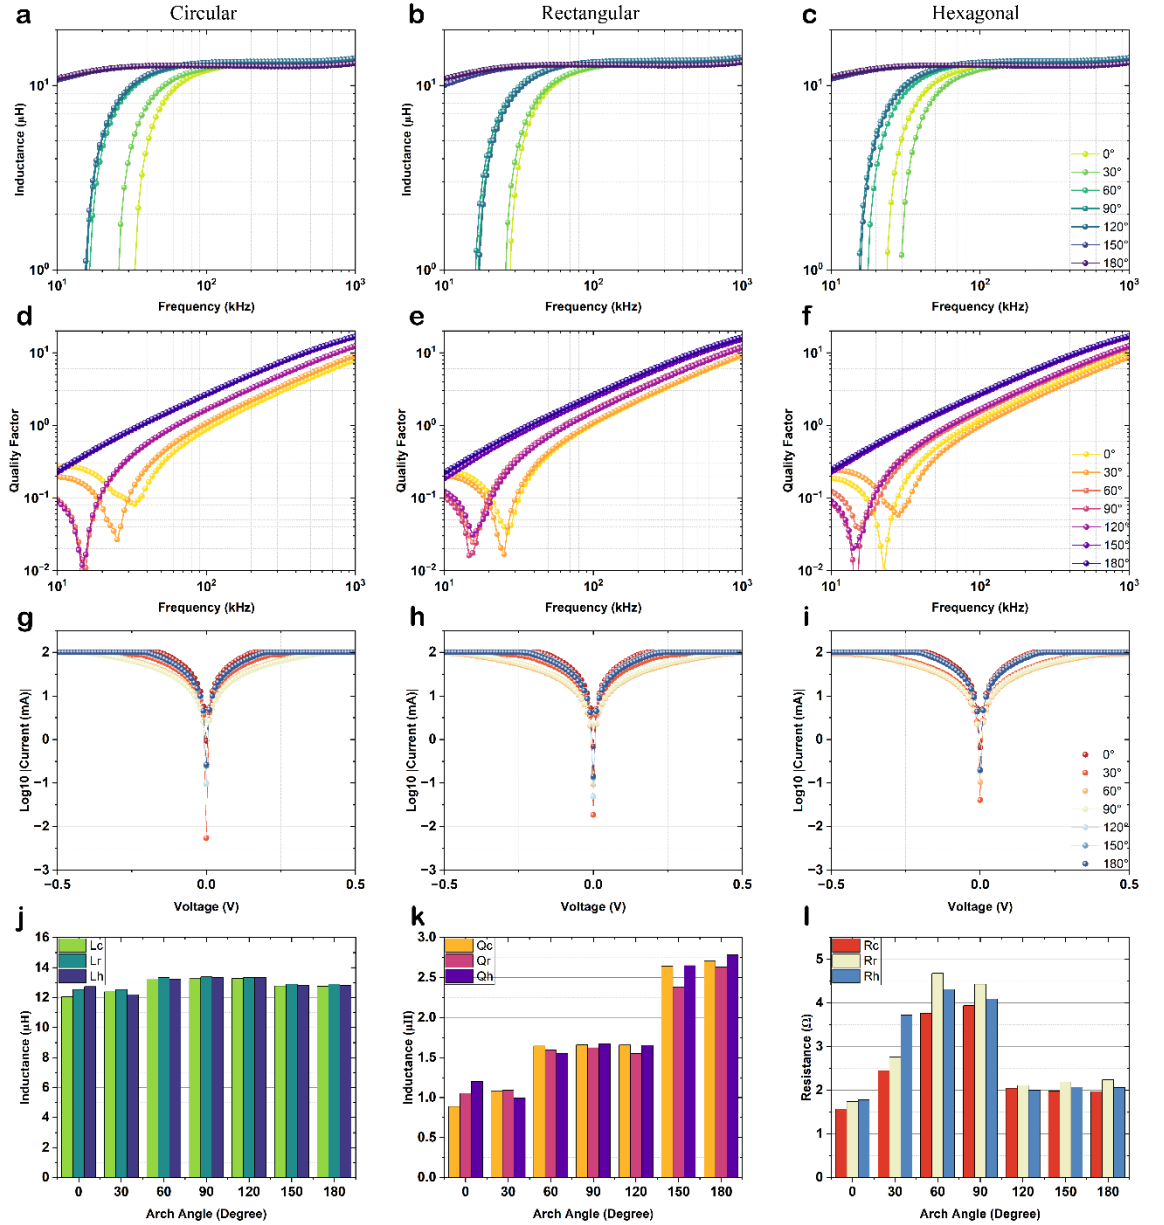 a Circular b Rectangular c Hexagonal
10¹ 10¹ 10¹
Inductance (μH) Inductance (μH) Inductance (μH)
0°
30°
60°
90°
120°
150°
180°
10⁰ 10⁰ 10⁰
10¹ 10² 10³ 10¹ 10² 10³ 10¹ 10² 10³
Frequency (kHz) Frequency (kHz) Frequency (kHz)
d e f
10¹ 10¹ 10¹
10⁰ 10⁰ 10⁰
Quality Factor Quality Factor Quality Factor
10⁻¹ 10⁻¹ 10⁻¹
0°
30°
60°
90°
120°
150°
180°
10⁻² 10⁻² 10⁻²
10¹ 10² 10³ 10¹ 10² 10³ 10¹ 10² 10³
Frequency (kHz) Frequency (kHz) Frequency (kHz)
g h i
2 2 2
1 1 1
0 0 0
−1 −1 −1
−2 −2 −2
−3 −3 −3
Log10 |Current (mA)| Log10 |Current (mA)| Log10 |Current (mA)|
0°
30°
60°
90°
120°
150°
180°
−0.5 0.0 0.5 −0.5 0.0 0.5 −0.5 0.0 0.5
Voltage (V) Voltage (V) Voltage (V)
j k l
16
14
12
10
8
6
4
2
0
Inductance (μH)
Lc
Lr
Lh
0 30 60 90 120 150 180
Arch Angle (Degree)
3.0
2.5
2.0
1.5
1.0
0.5
0.0
Inductance (μH)
Qc
Qr
Qh
0 30 60 90 120 150 180
Arch Angle (Degree)
5
4
3
2
1
0
Resistance (Ω)
Rc
Rr
Rh
0 30 60 90 120 150 180
Arch Angle (Degree)